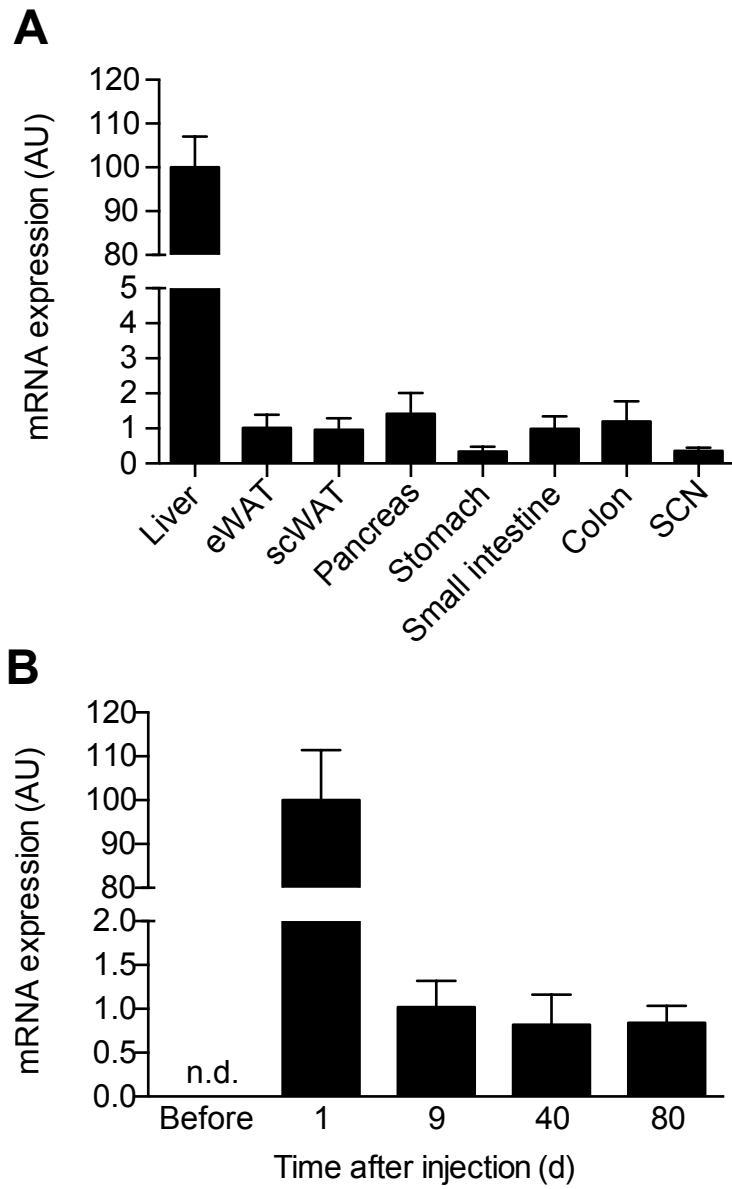 A
mRNA expression (AU)
120
110
100
90
80
5
4
3
2
1
0
Liver
eWAT
scWAT
Pancreas
Stomach
Small intestine
Colon
SCN
B
mRNA expression (AU)
120
110
100
90
80
2.0
1.5
1.0
0.5
0.0
n.d.
Before 1 9 40 80
Time after injection (d)